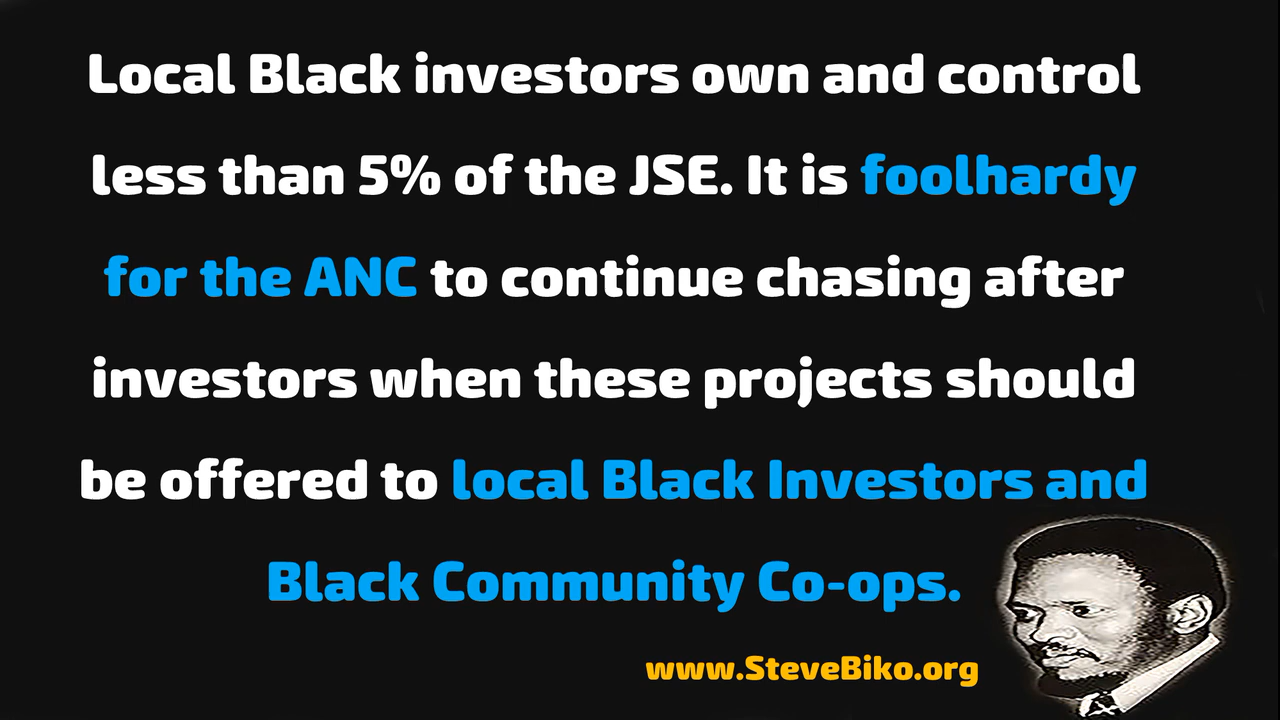 Local Black investors own and control
less than 5% of the JSE. It is foolhardy
for the ANC to continue chasing after
investors when these projects should
be offered to local Black Investors and
Black Community Co-ops.
www.SteveBiko.org